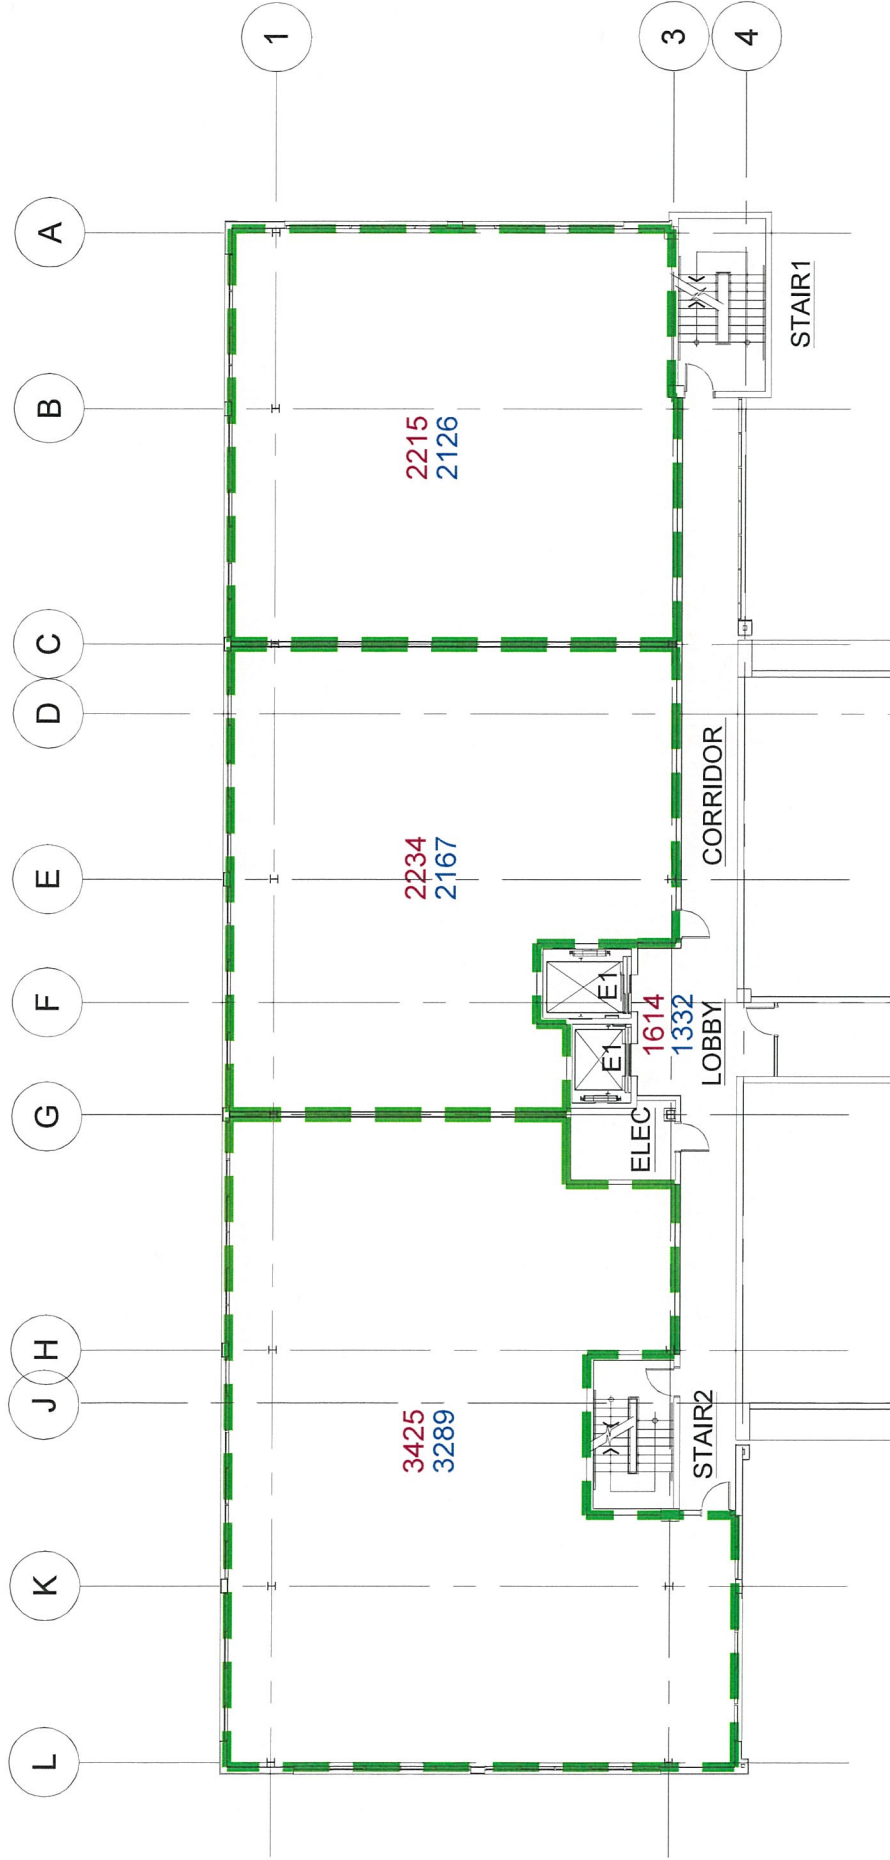 1
3
4
A
B
C
D
E
F
G
H
J
K
L
STAIR1
2215
2126
CORRIDOR
2234
2167
E1
E1
1614
1332
LOBBY
ELEC
3425
3289
STAIR2